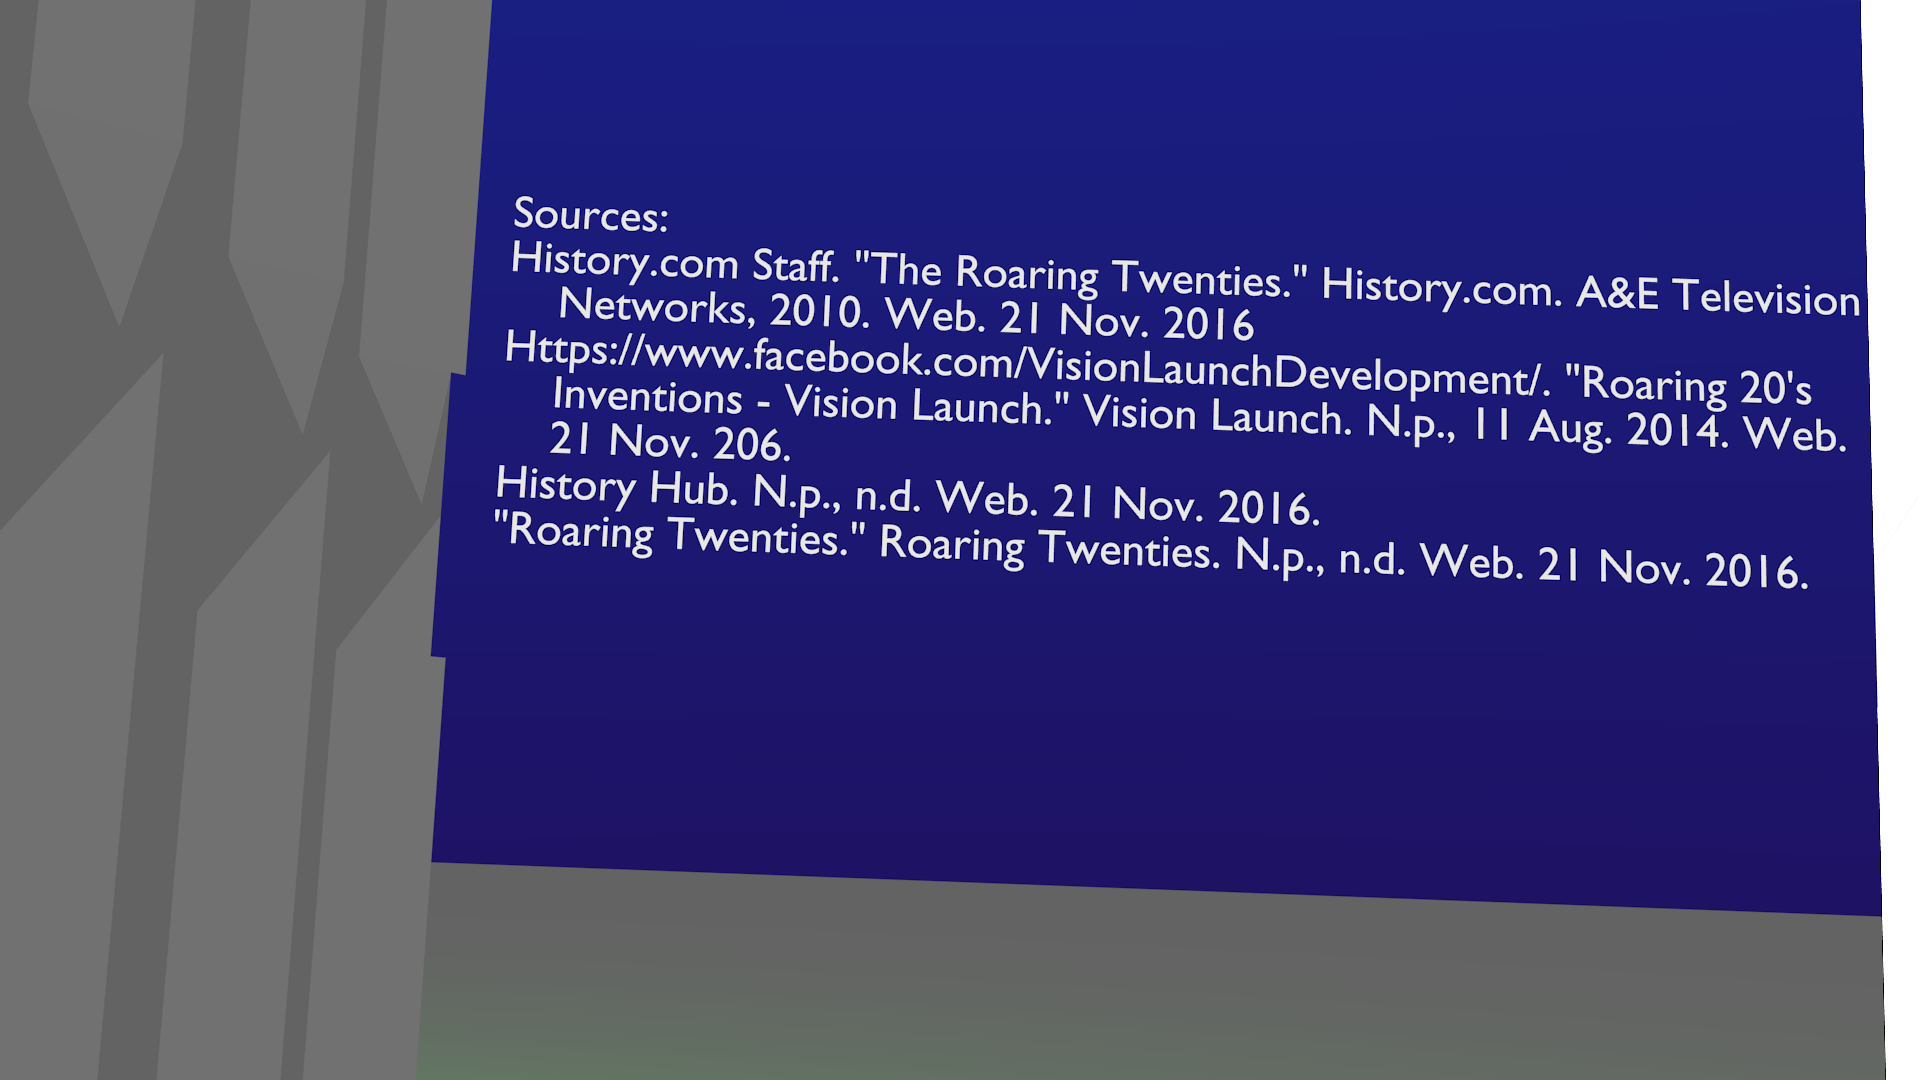 Sources:
History.com Staff. "The Roaring Twenties." History.com. A&E Television
Networks, 2010. Web. 21 Nov. 2016
Https://www.facebook.com/VisionLaunchDevelopment/. "Roaring 20's
Inventions - Vision Launch." Vision Launch. N.p., 11 Aug. 2014. Web.
21 Nov. 206.
History Hub. N.p., n.d. Web. 21 Nov. 2016.
"Roaring Twenties." Roaring Twenties. N.p., n.d. Web. 21 Nov. 2016.